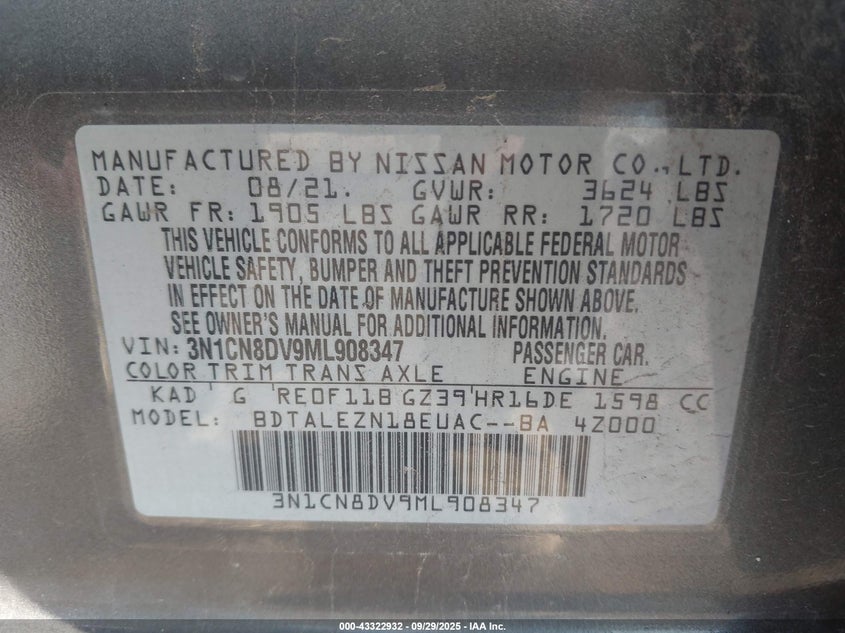 MANUFACTURED BY NISSAN MOTOR CO., LTD.
DATE: 08/21. GVWR: 3624 LBS
GAWR FR: 1905 LBS GAWR RR: 1720 LBS
THIS VEHICLE CONFORMS TO ALL APPLICABLE FEDERAL MOTOR
VEHICLE SAFETY, BUMPER AND THEFT PREVENTION STANDARDS
IN EFFECT ON THE DATE OF MANUFACTURE SHOWN ABOVE.
SEE OWNER'S MANUAL FOR ADDITIONAL INFORMATION.
VIN: 3N1CN8DV9ML908347 PASSENGER CAR.
COLOR TRIM TRANS AXLE ENGINE
KAD G RE0F11B GZ39 HR16DE 1598 CC
MODEL: BDTALEZN18EUAC--BA 4Z000
3N1CN8DV9ML908347
000-43322932 - 09/29/2025 - IAA Inc.